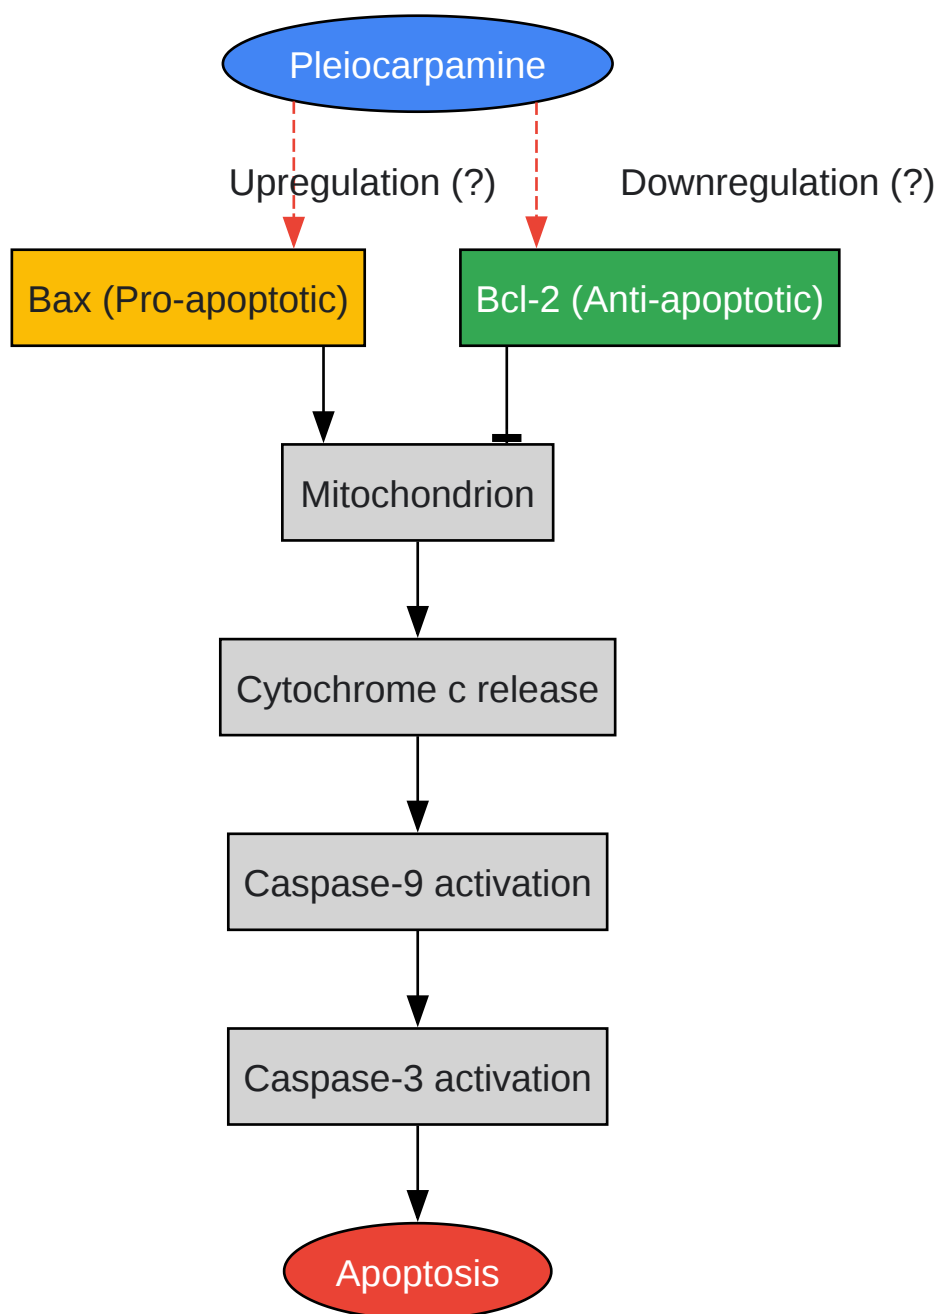 Pleiocarpamine
Upregulation (?)
Downregulation (?)
Bax (Pro-apoptotic)
Bcl-2 (Anti-apoptotic)
Mitochondrion
Cytochrome c release
Caspase-9 activation
Caspase-3 activation
Apoptosis